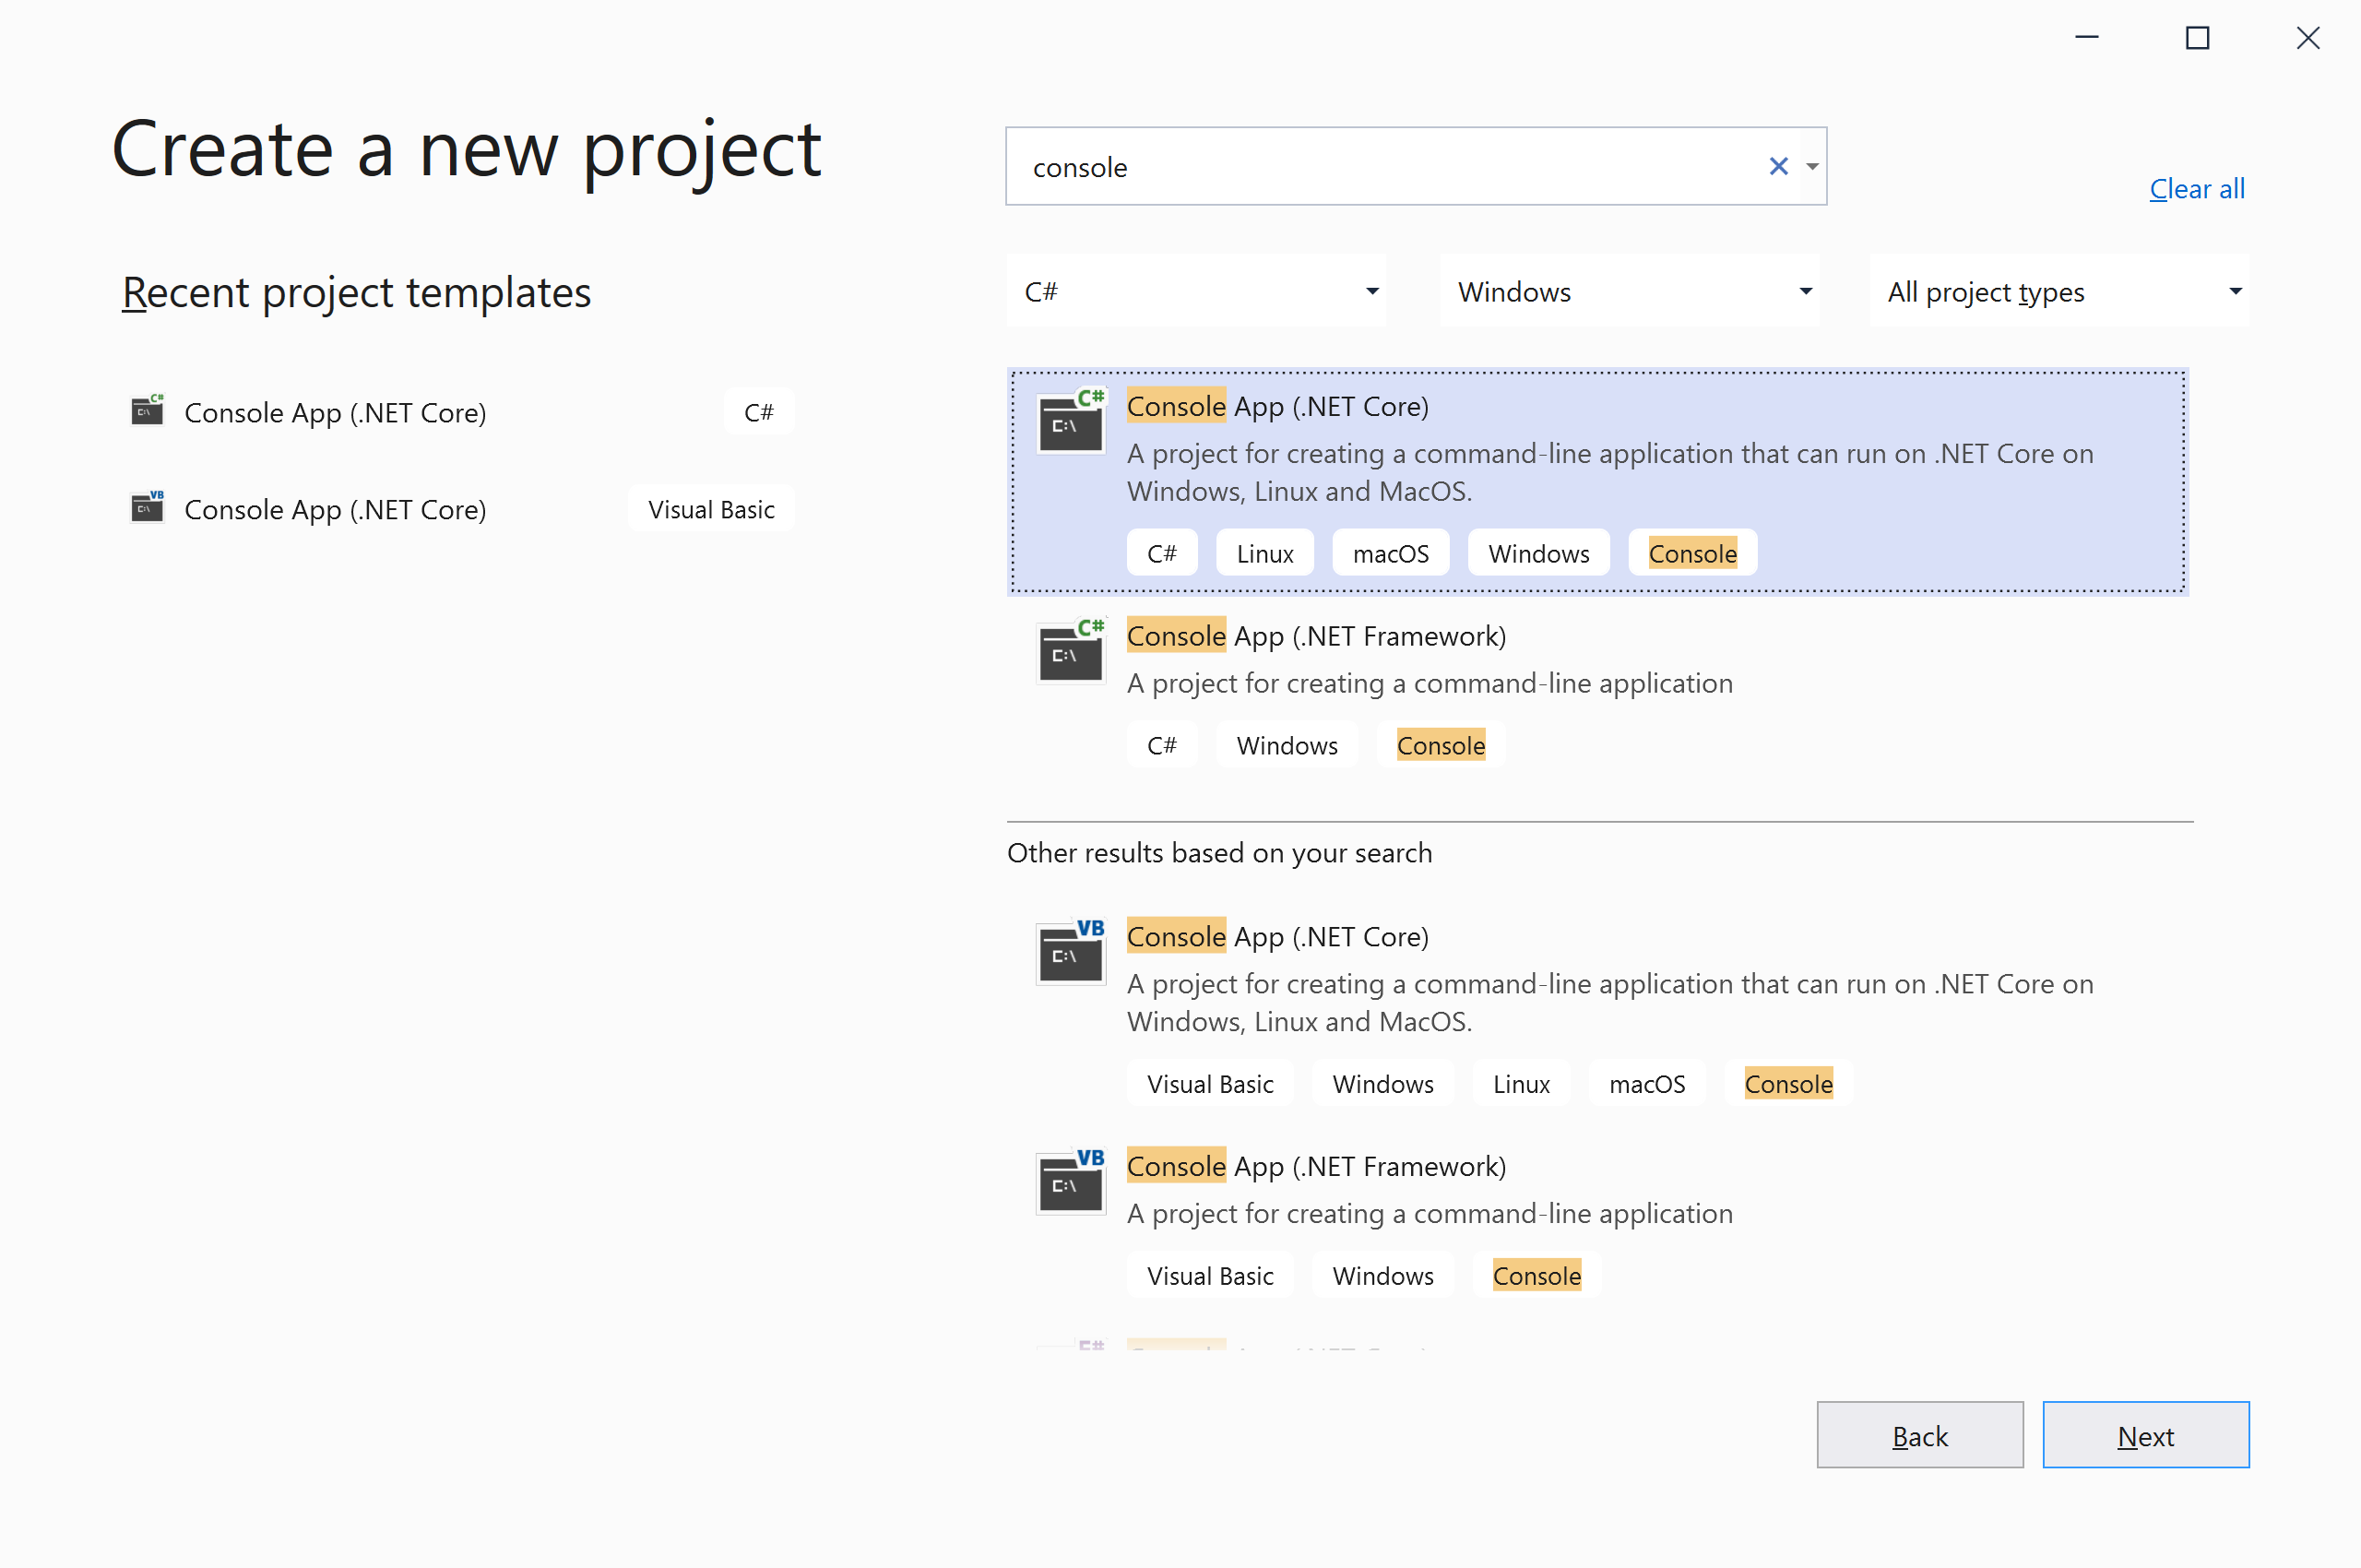 Create a new project
console
Clear all
Recent project templates
C#
Windows
All project types
C#
C:\
Console App (.NET Core)
C#
VB
C:\
Console App (.NET Core)
Visual Basic
C#
C:\
Console App (.NET Core)
A project for creating a command-line application that can run on .NET Core on
Windows, Linux and MacOS.
C#
Linux
macOS
Windows
Console
C#
C:\
Console App (.NET Framework)
A project for creating a command-line application
C#
Windows
Console
Other results based on your search
VB
C:\
Console App (.NET Core)
A project for creating a command-line application that can run on .NET Core on
Windows, Linux and MacOS.
Visual Basic
Windows
Linux
macOS
Console
VB
C:\
Console App (.NET Framework)
A project for creating a command-line application
Visual Basic
Windows
Console
Back
Next